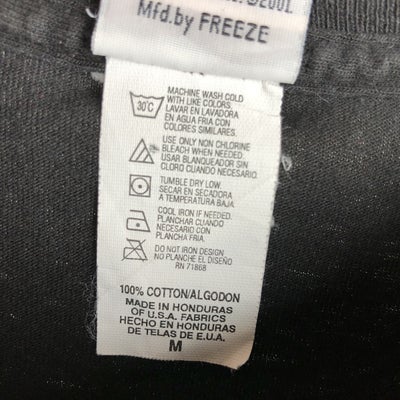 ©2001
Mfd.by FREEZE
30°C
MACHINE WASH COLD
WITH LIKE COLORS.
LAVAR EN LAVADORA
EN AGUA FRIA CON
COLORES SIMILARES.
USE ONLY NON CHLORINE
BLEACH WHEN NEEDED.
USAR BLANQUEADOR SIN
CLORO CUANDO NECESARIO.
TUMBLE DRY LOW.
SECAR EN SECADORA
A TEMPERATURA BAJA.
COOL IRON IF NEEDED.
PLANCHAR CUANDO
NECESARIO CON
PLANCHA FRIA.
DO NOT IRON DESIGN
NO PLANCHE EL DISEÑO
RN 71868
100% COTTON/ALGODON
MADE IN HONDURAS
OF U.S.A. FABRICS
HECHO EN HONDURAS
DE TELAS DE E.U.A.
M